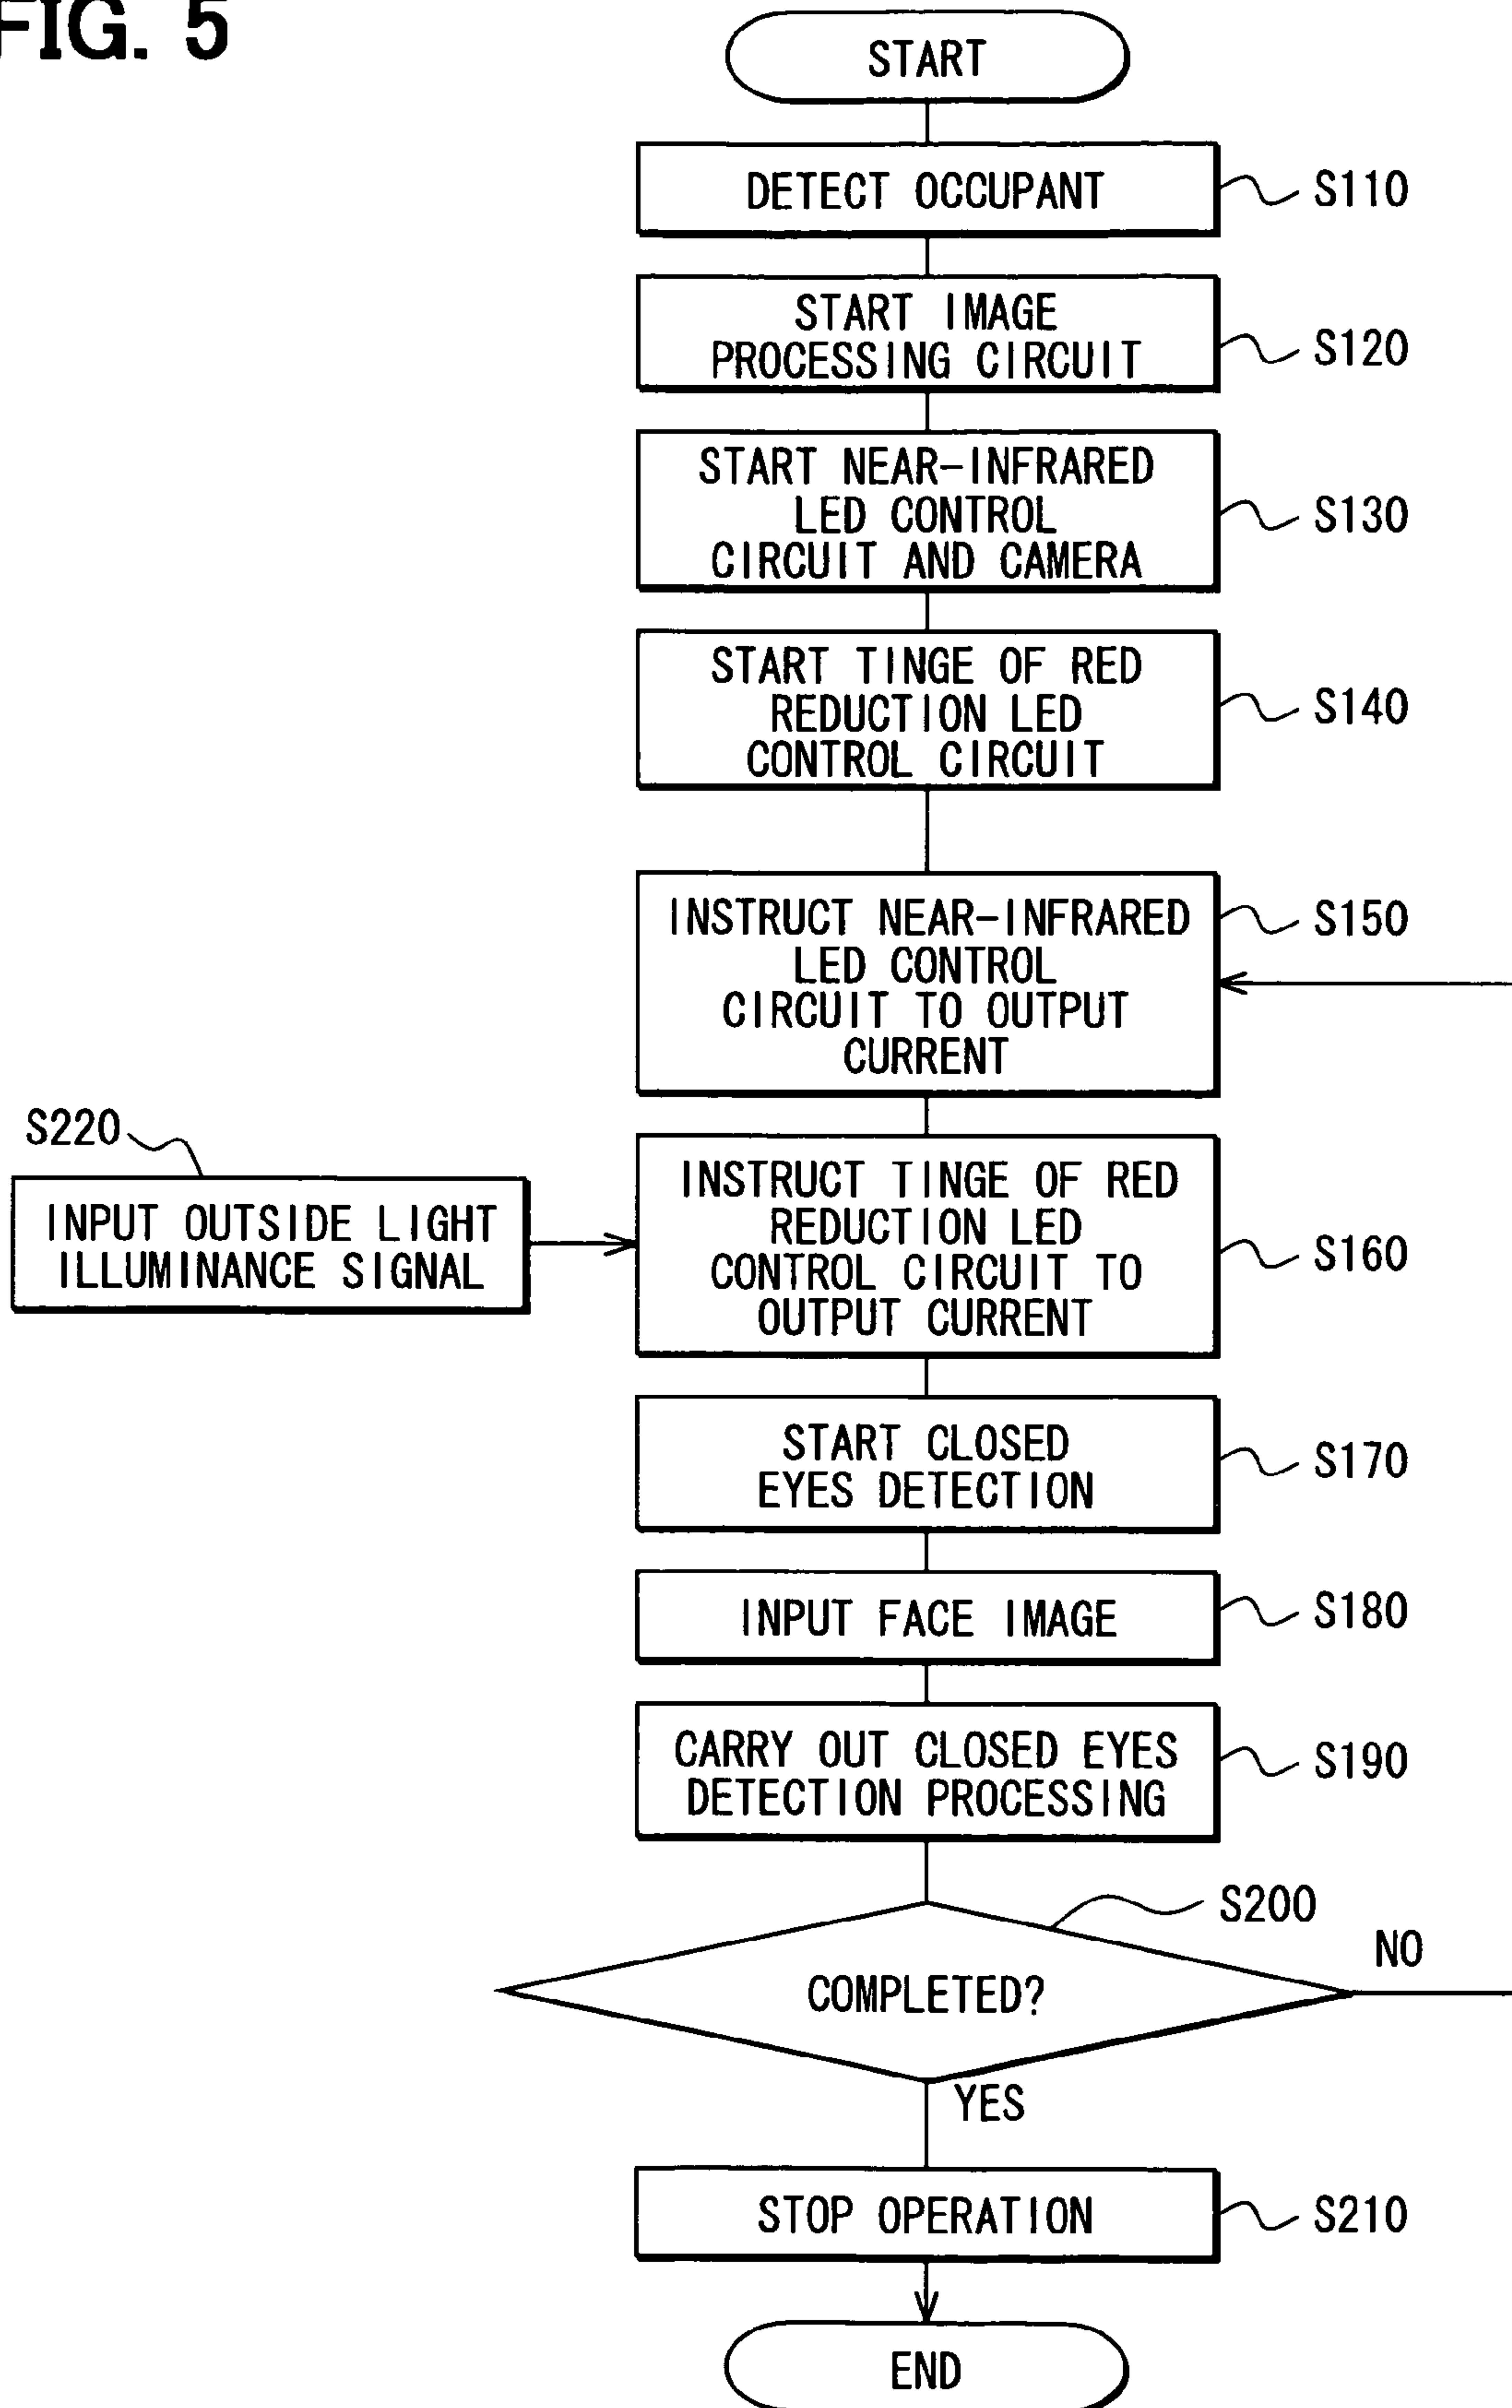 FIG. 5
START
DETECT OCCUPANT
S110
START IMAGE
PROCESSING CIRCUIT
S120
START NEAR-INFRARED
LED CONTROL
CIRCUIT AND CAMERA
S130
START TINGE OF RED
REDUCTION LED
CONTROL CIRCUIT
S140
INSTRUCT NEAR-INFRARED
LED CONTROL
CIRCUIT TO OUTPUT
CURRENT
S150
S220
INPUT OUTSIDE LIGHT
ILLUMINANCE SIGNAL
INSTRUCT TINGE OF RED
REDUCTION LED
CONTROL CIRCUIT TO
OUTPUT CURRENT
S160
START CLOSED
EYES DETECTION
S170
INPUT FACE IMAGE
S180
CARRY OUT CLOSED EYES
DETECTION PROCESSING
S190
S200
COMPLETED?
NO
YES
STOP OPERATION
S210
END